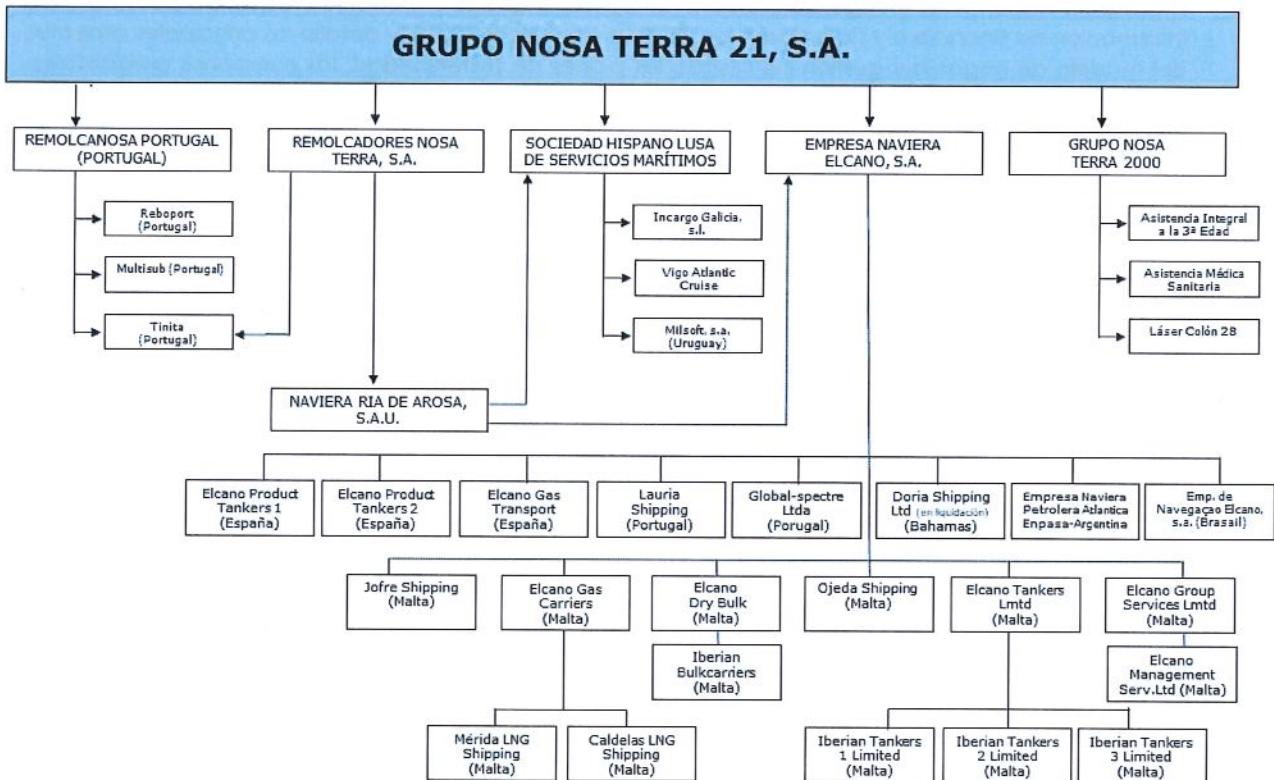 GRUPO NOSA TERRA 21, S.A.
REMOLCANOSA PORTUGAL
(PORTUGAL)
REMOLCADORES NOSA
TERRA, S.A.
SOCIEDAD HISPANO LUSA
DE SERVICIOS MARÍTIMOS
EMPRESA NAVIERA
ELCANO, S.A.
GRUPO NOSA
TERRA 2000
Reboport
(Portugal)
Multisub (Portugal)
Tinita
(Portugal)
Incargo Galicia,
s.l.
Vigo Atlantic
Cruise
Milsoft, s.a.
(Uruguay)
Asistencia Integral
a la 3ª Edad
Asistencia Médica
Sanitaria
Láser Colón 28
NAVIERA RIA DE AROSA,
S.A.U.
Elcano Product
Tankers 1
(España)
Elcano Product
Tankers 2
(España)
Elcano Gas
Transport
(España)
Lauria
Shipping
(Portugal)
Global-spectre
Ltda
(Porugal)
Doria Shipping
Ltd (en liquidación)
(Bahamas)
Empresa Naviera
Petrolera Atlantica
Enpasa-Argentina
Emp. de
Navegaçao Elcano,
s.a. (Brasail)
Jofre Shipping
(Malta)
Elcano Gas
Carriers
(Malta)
Elcano
Dry Bulk
(Malta)
Ojeda Shipping
(Malta)
Elcano Tankers
Lmtd
(Malta)
Elcano Group
Services Lmtd
(Malta)
Iberian
Bulkcarriers
(Malta)
Elcano
Management
Serv.Ltd (Malta)
Mérida LNG
Shipping
(Malta)
Caldelas LNG
Shipping
(Malta)
Iberian Tankers
1 Limited
(Malta)
Iberian Tankers
2 Limited
(Malta)
Iberian Tankers
3 Limited
(Malta)